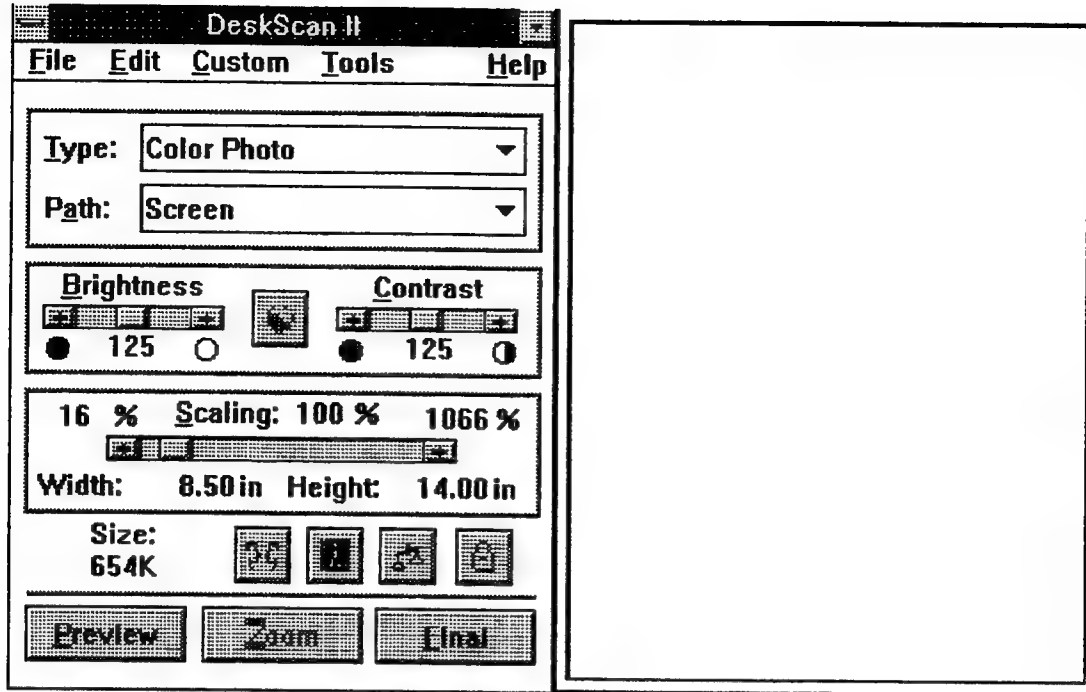 DeskScan II
File Edit Custom Tools Help
Type: Color Photo
Path: Screen
Brightness Contrast
125 125
16 % Scaling: 100 % 1066 %
Width: 8.50 in Height: 14.00 in
Size:
654K
Preview Zoom Final